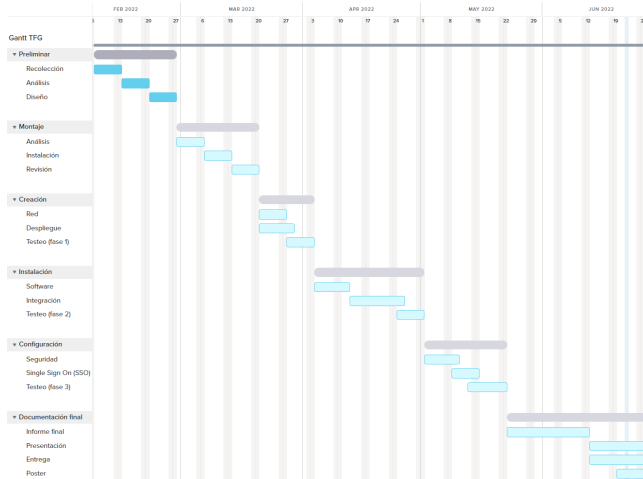 FEB 2022 MAR 2022 APR 2022 MAY 2022 JUN 2022
13 20 27 6 13 20 27 3 10 17 24 1 8 15 22 29 5 12 19
Gantt TFG
Preliminar
Recolección
Análisis
Diseño
Montaje
Análisis
Instalación
Revisión
Creación
Red
Despliegue
Testeo (fase 1)
Instalación
Software
Integración
Testeo (fase 2)
Configuración
Seguridad
Single Sign On (SSO)
Testeo (fase 3)
Documentación final
Informe final
Presentación
Entrega
Poster